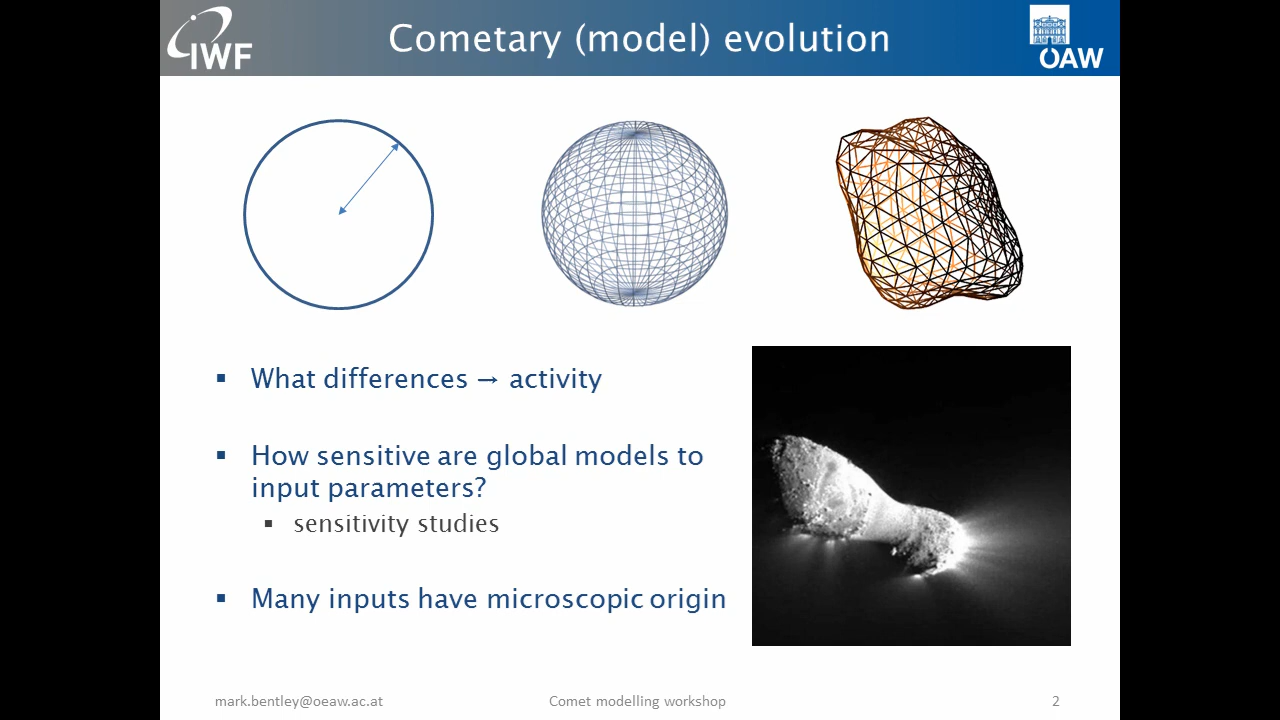 IWF
Cometary (model) evolution
ÖAW
▪ What differences → activity
▪ How sensitive are global models to
input parameters?
▪ sensitivity studies
▪ Many inputs have microscopic origin
mark.bentley@oeaw.ac.at
Comet modelling workshop
2